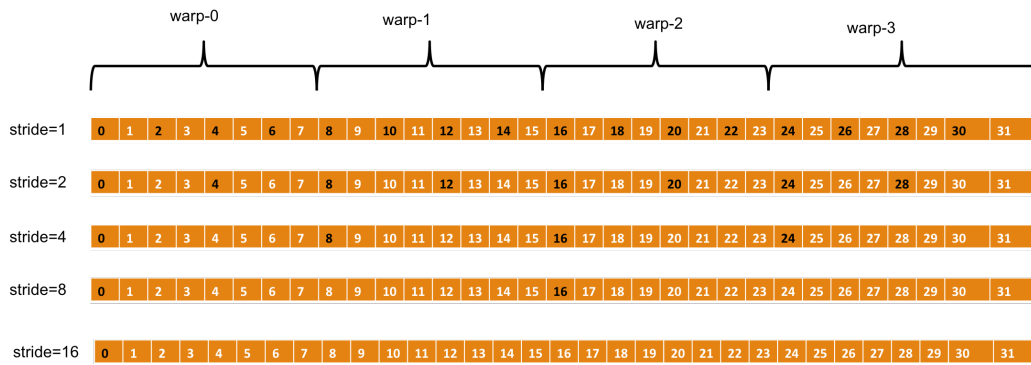 warp-0 warp-1 warp-2 warp-3
stride=1 0 1 2 3 4 5 6 7 8 9 10 11 12 13 14 15 16 17 18 19 20 21 22 23 24 25 26 27 28 29 30 31
stride=2 0 1 2 3 4 5 6 7 8 9 10 11 12 13 14 15 16 17 18 19 20 21 22 23 24 25 26 27 28 29 30 31
stride=4 0 1 2 3 4 5 6 7 8 9 10 11 12 13 14 15 16 17 18 19 20 21 22 23 24 25 26 27 28 29 30 31
stride=8 0 1 2 3 4 5 6 7 8 9 10 11 12 13 14 15 16 17 18 19 20 21 22 23 24 25 26 27 28 29 30 31
stride=16 0 1 2 3 4 5 6 7 8 9 10 11 12 13 14 15 16 17 18 19 20 21 22 23 24 25 26 27 28 29 30 31